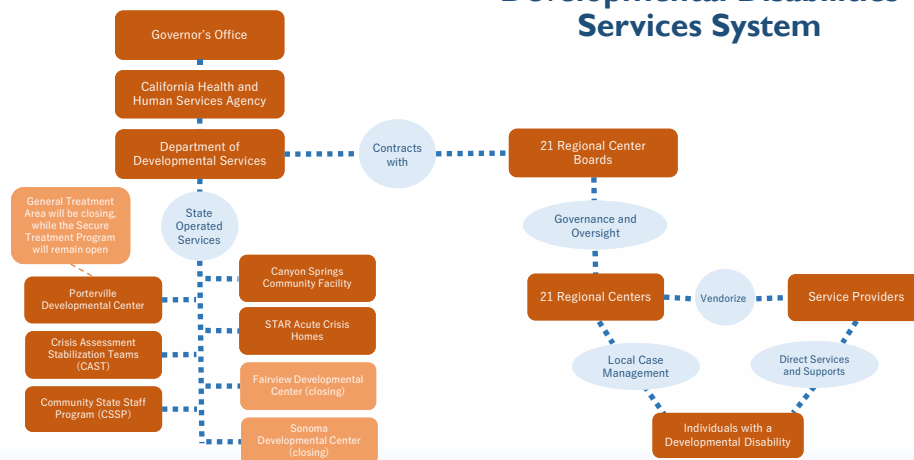 Developmental Disabilities
Services System
Governor's Office
California Health and
Human Services Agency
Department of
Developmental Services
Contracts
with
21 Regional Center
Boards
General Treatment
Area will be closing,
while the Secure
Treatment Program
will remain open
State
Operated
Services
Governance and
Oversight
Porterville
Developmental Center
Canyon Springs
Community Facility
21 Regional Centers
Vendorize
Service Providers
Crisis Assessment
Stabilization Teams
(CAST)
STAR Acute Crisis
Homes
Local Case
Management
Direct Services
and Supports
Community State Staff
Program (CSSP)
Fairview Developmental
Center (closing)
Sonoma
Developmental Center
(closing)
Individuals with a
Developmental Disability